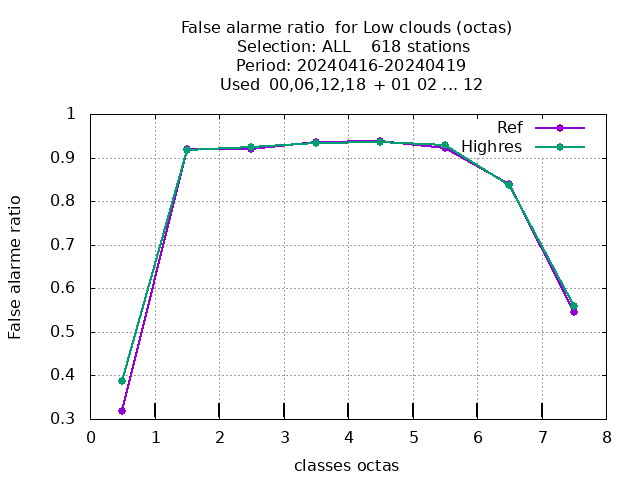 False alarme ratio  for Low clouds (octas)
Selection: ALL    618 stations
Period: 20240416-20240419
Used  00,06,12,18  + 01 02 ... 12
Ref
Highres
1
0.9
0.8
0.7
0.6
0.5
0.4
0.3
False alarme ratio
0 1 2 3 4 5 6 7 8
classes octas